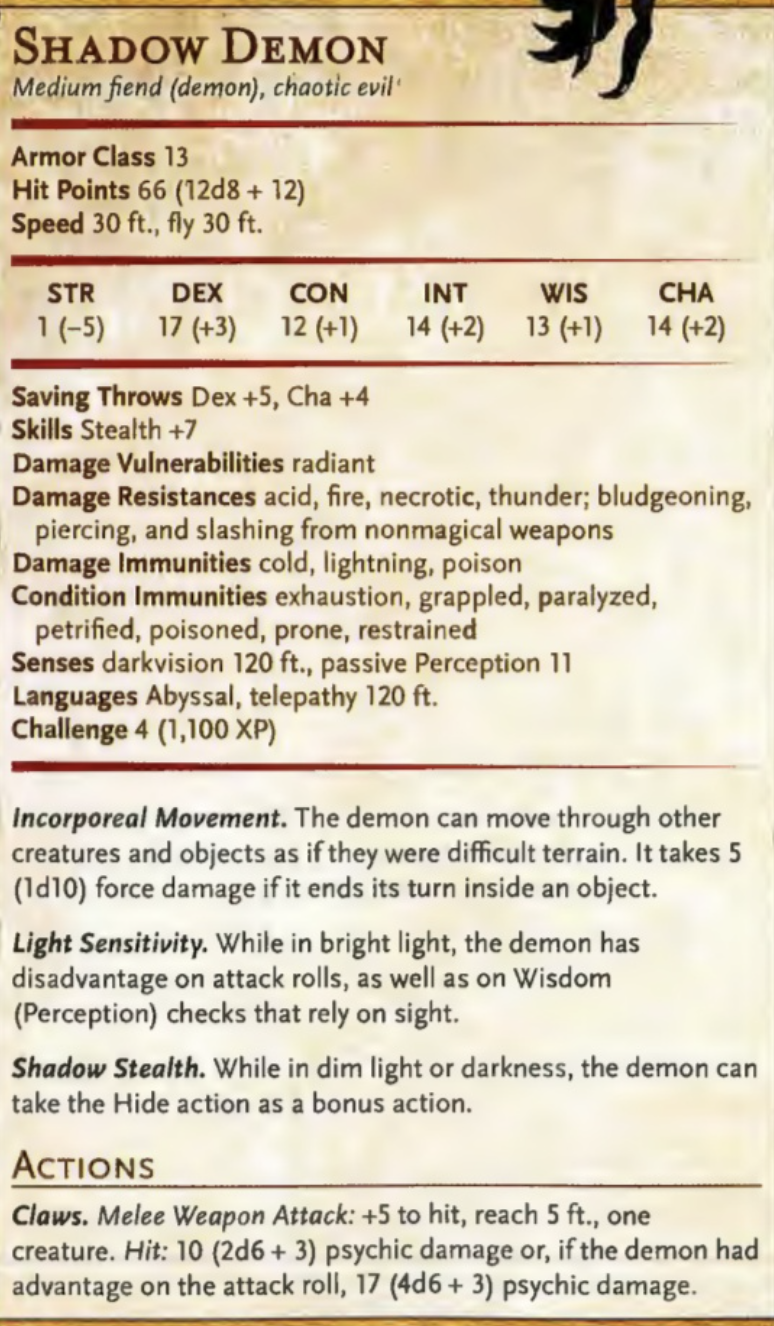 SHADOW DEMON
Medium fiend (demon), chaotic evil
Armor Class 13
Hit Points 66 (12d8 + 12)
Speed 30 ft., fly 30 ft.
STR DEX CON INT WIS CHA
1 (−5) 17 (+3) 12 (+1) 14 (+2) 13 (+1) 14 (+2)
Saving Throws Dex +5, Cha +4
Skills Stealth +7
Damage Vulnerabilities radiant
Damage Resistances acid, fire, necrotic, thunder; bludgeoning,
piercing, and slashing from nonmagical weapons
Damage Immunities cold, lightning, poison
Condition Immunities exhaustion, grappled, paralyzed,
petrified, poisoned, prone, restrained
Senses darkvision 120 ft., passive Perception 11
Languages Abyssal, telepathy 120 ft.
Challenge 4 (1,100 XP)
Incorporeal Movement. The demon can move through other
creatures and objects as if they were difficult terrain. It takes 5
(1d10) force damage if it ends its turn inside an object.
Light Sensitivity. While in bright light, the demon has
disadvantage on attack rolls, as well as on Wisdom
(Perception) checks that rely on sight.
Shadow Stealth. While in dim light or darkness, the demon can
take the Hide action as a bonus action.
ACTIONS
Claws. Melee Weapon Attack: +5 to hit, reach 5 ft., one
creature. Hit: 10 (2d6 + 3) psychic damage or, if the demon had
advantage on the attack roll, 17 (4d6 + 3) psychic damage.